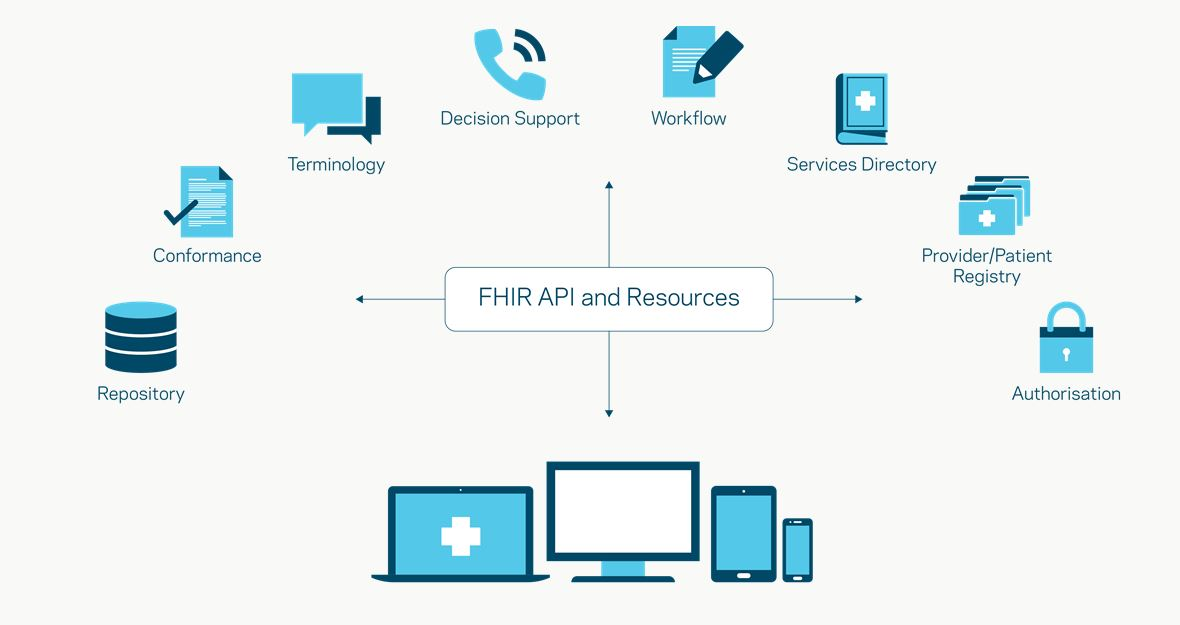 Decision Support
Workflow
Terminology
Services Directory
Conformance
Provider/Patient
Registry
FHIR API and Resources
Repository
Authorisation